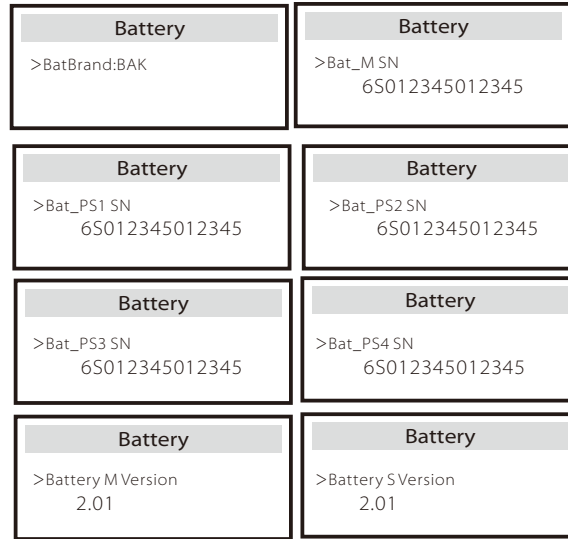 Battery
>BatBrand:BAK
Battery
>Bat_M SN
6S012345012345
Battery
>Bat_PS1 SN
6S012345012345
Battery
>Bat_PS2 SN
6S012345012345
Battery
>Bat_PS3 SN
6S012345012345
Battery
>Bat_PS4 SN
6S012345012345
Battery
>Battery M Version
2.01
Battery
>Battery S Version
2.01